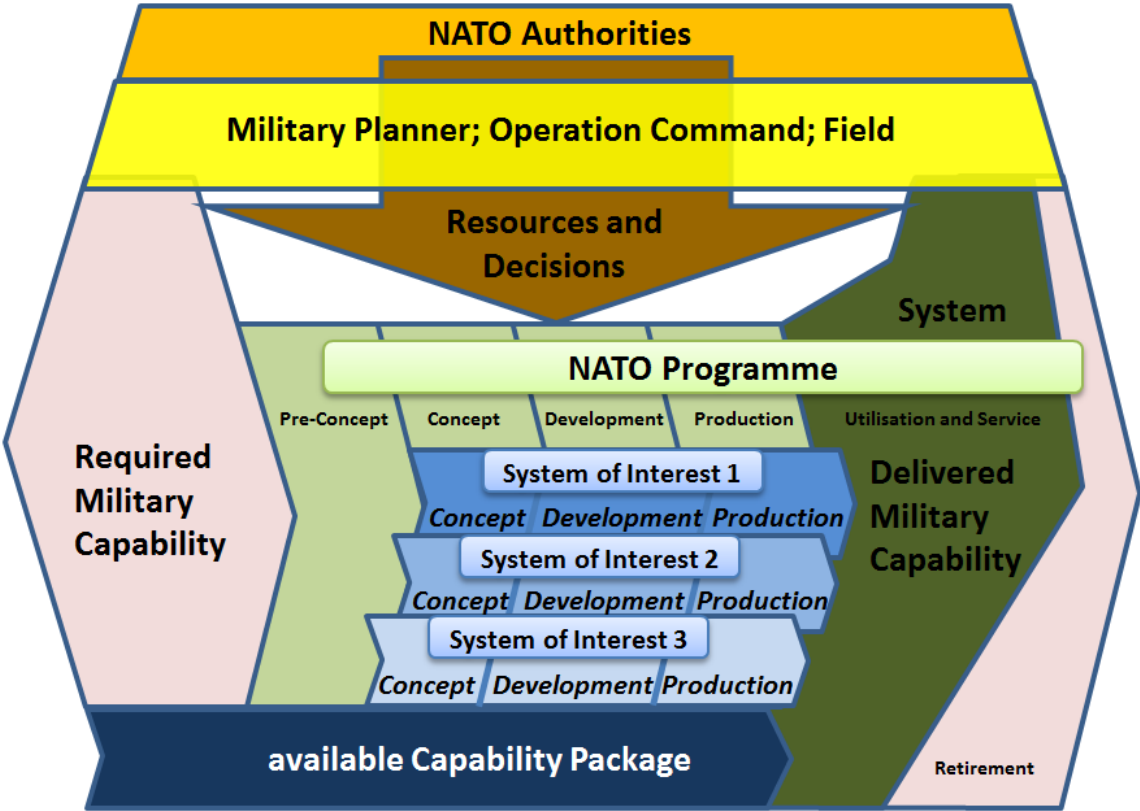 NATO Authorities
Military Planner; Operation Command; Field
Resources and
Decisions
System
NATO Programme
Pre-Concept
Concept
Development
Production
Utilisation and Service
Required
Military
Capability
System of Interest 1
Concept
Development
Production
Delivered
Military
Capability
System of Interest 2
Concept
Development
Production
System of Interest 3
Concept
Development
Production
available Capability Package
Retirement